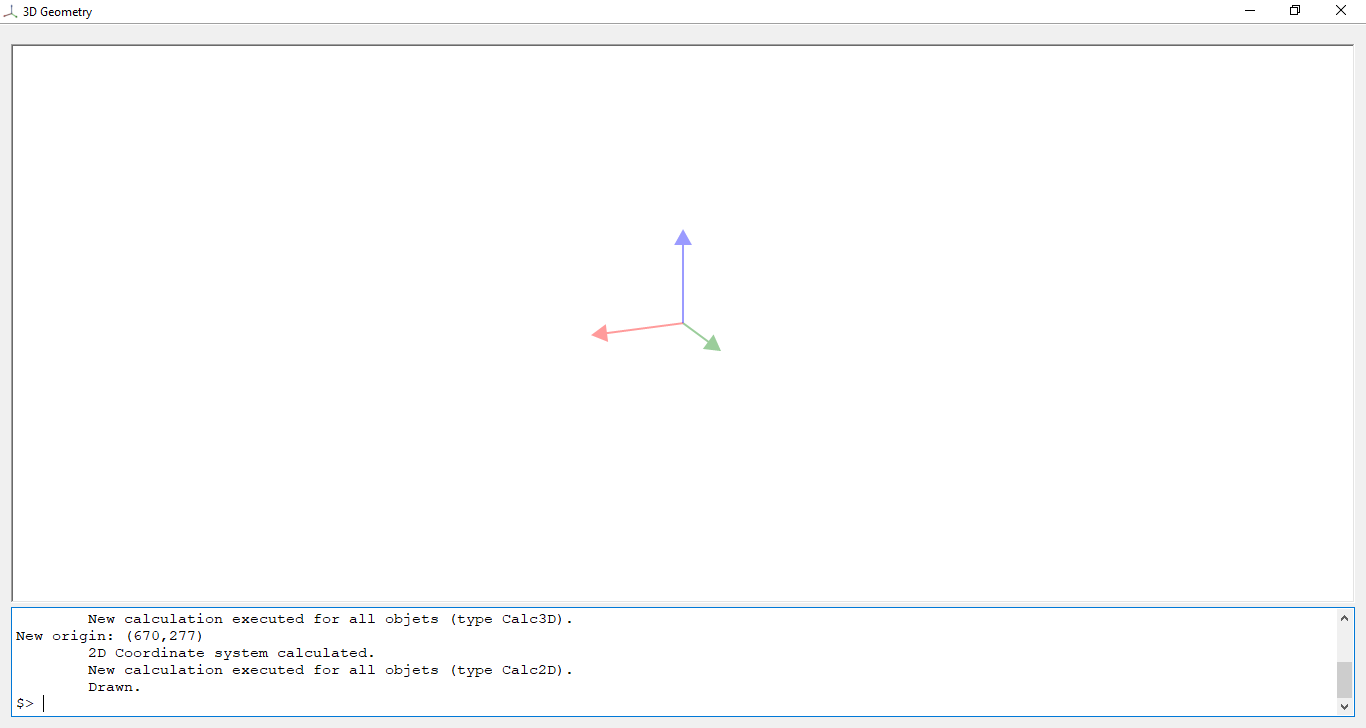 3D Geometry
New calculation executed for all objets (type Calc3D).
New origin: (670,277)
2D Coordinate system calculated.
New calculation executed for all objets (type Calc2D).
Drawn.
$>